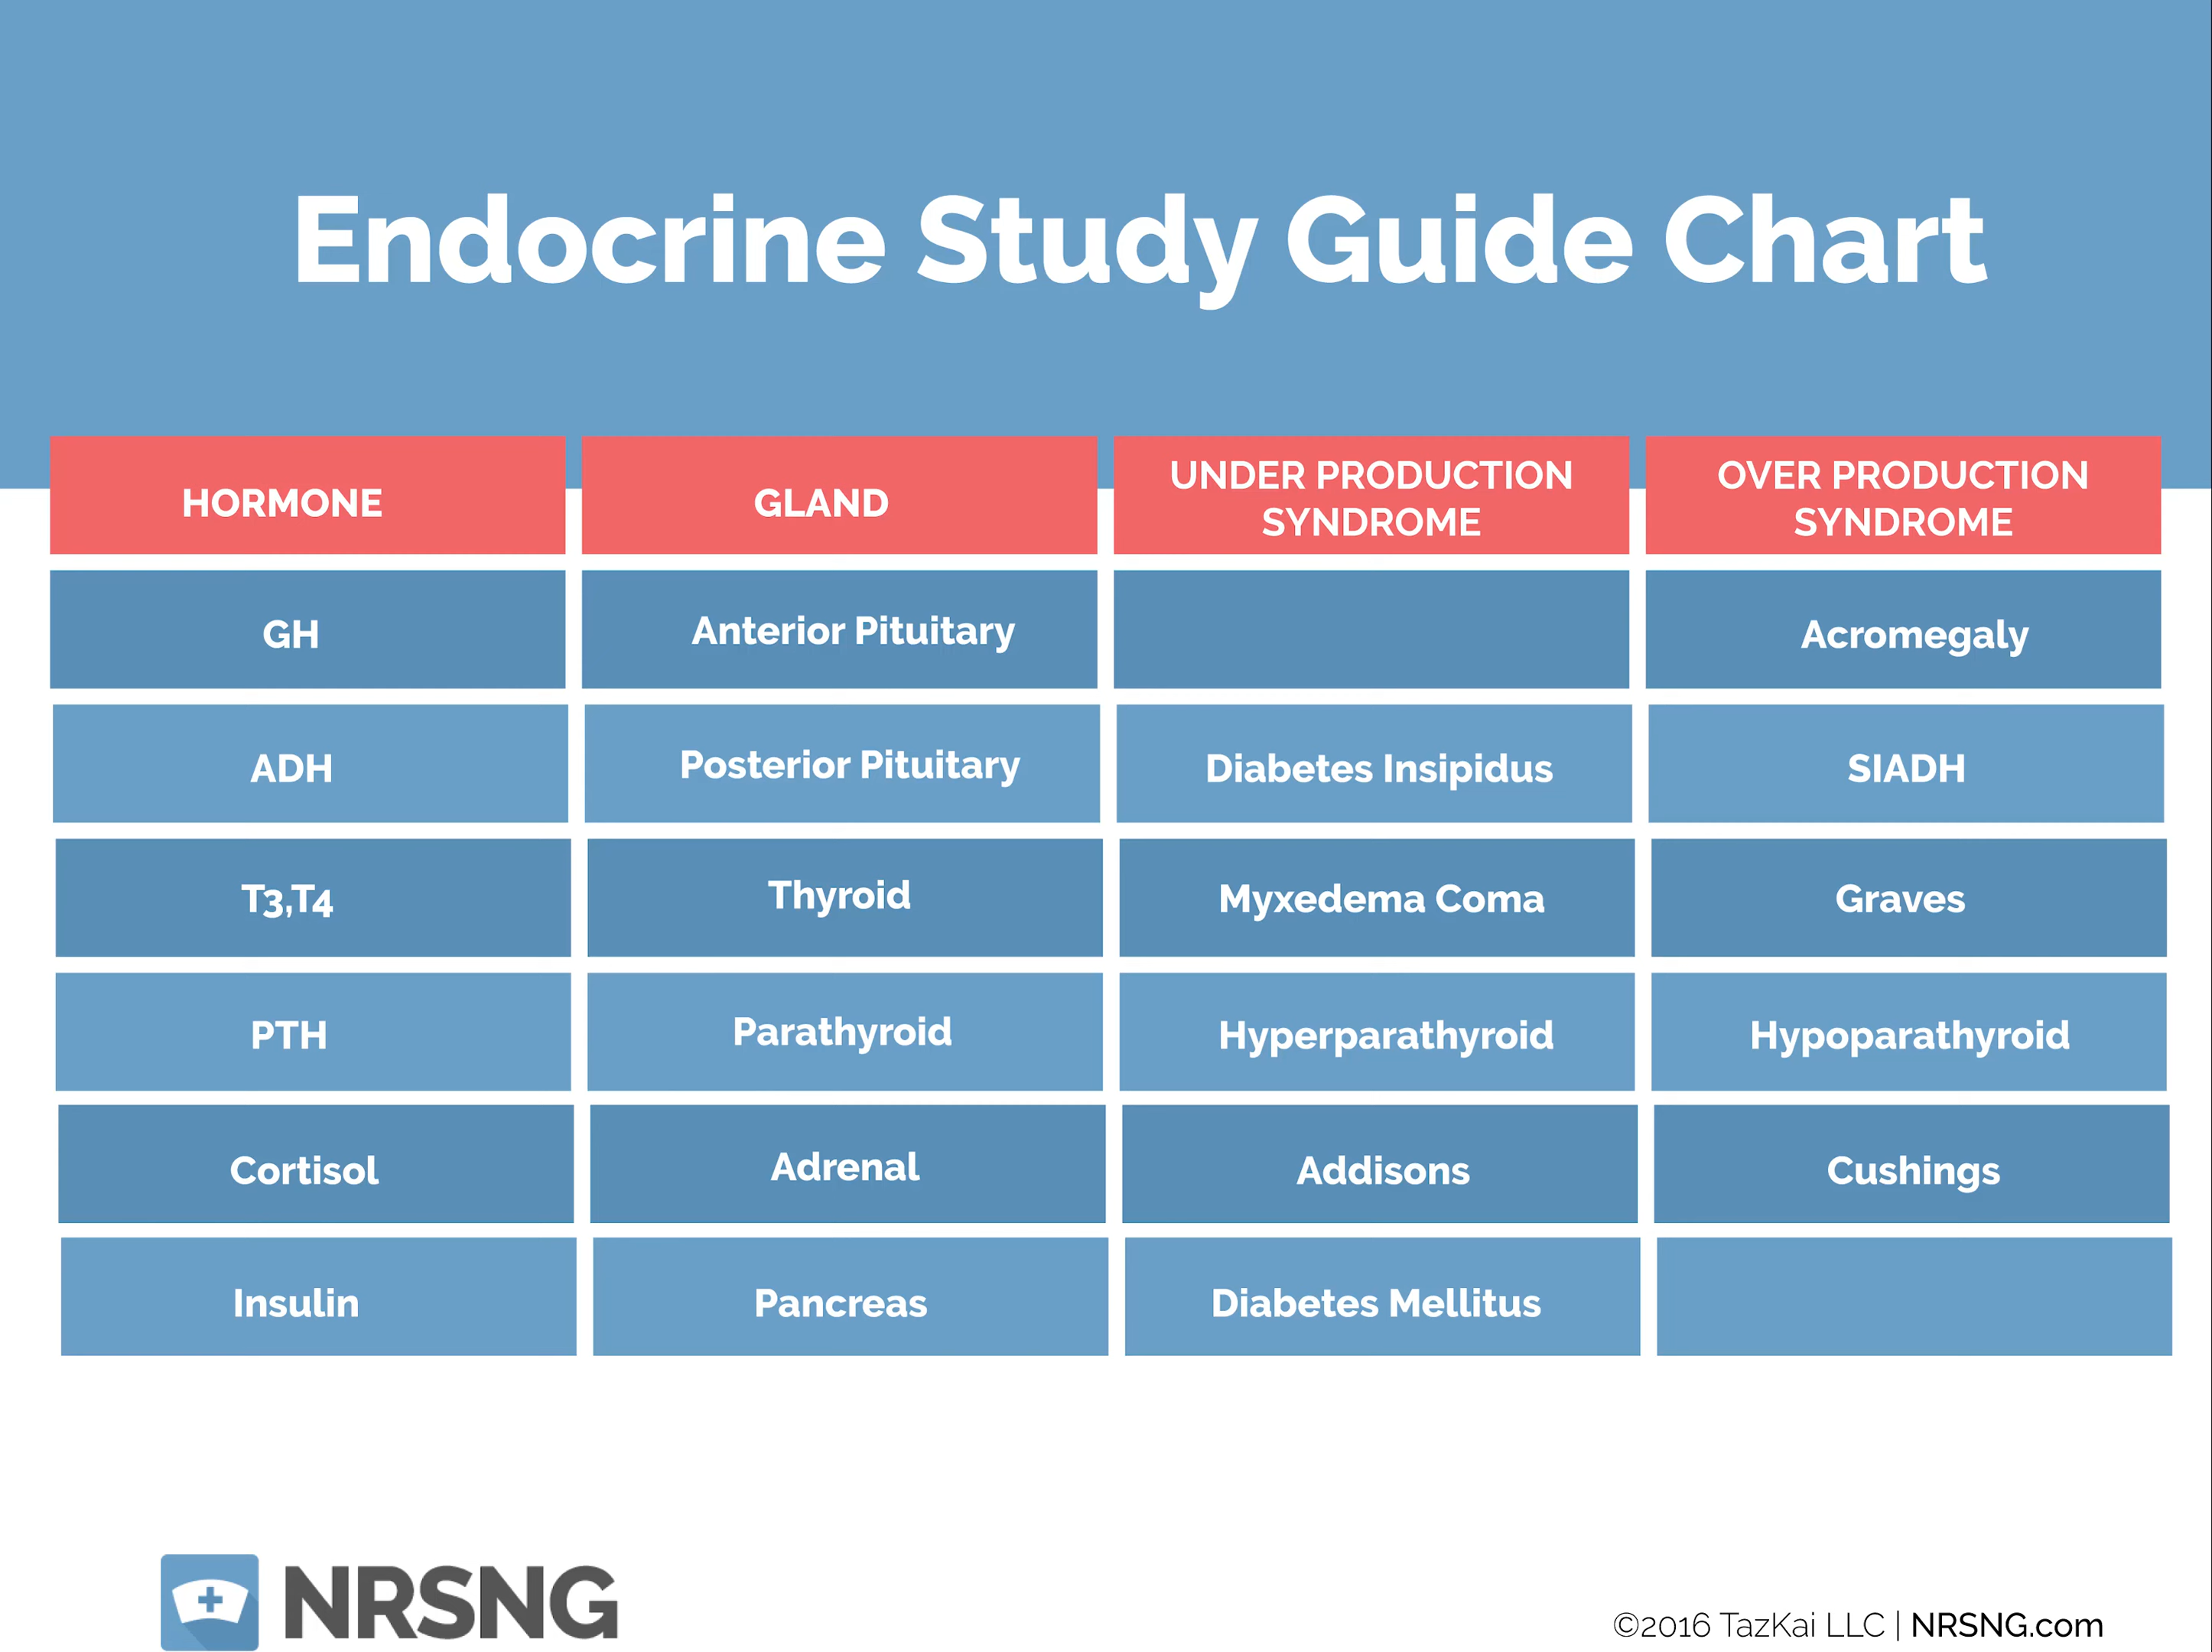 Endocrine Study Guide Chart
HORMONE
GLAND
UNDER PRODUCTION
SYNDROME
OVER PRODUCTION
SYNDROME
GH
Anterior Pituitary
Acromegaly
ADH
Posterior Pituitary
Diabetes Insipidus
SIADH
T3,T4
Thyroid
Myxedema Coma
Graves
PTH
Parathyroid
Hyperparathyroid
Hypoparathyroid
Cortisol
Adrenal
Addisons
Cushings
Insulin
Pancreas
Diabetes Mellitus
NRSNG
©2016 TazKai LLC | NRSNG.com